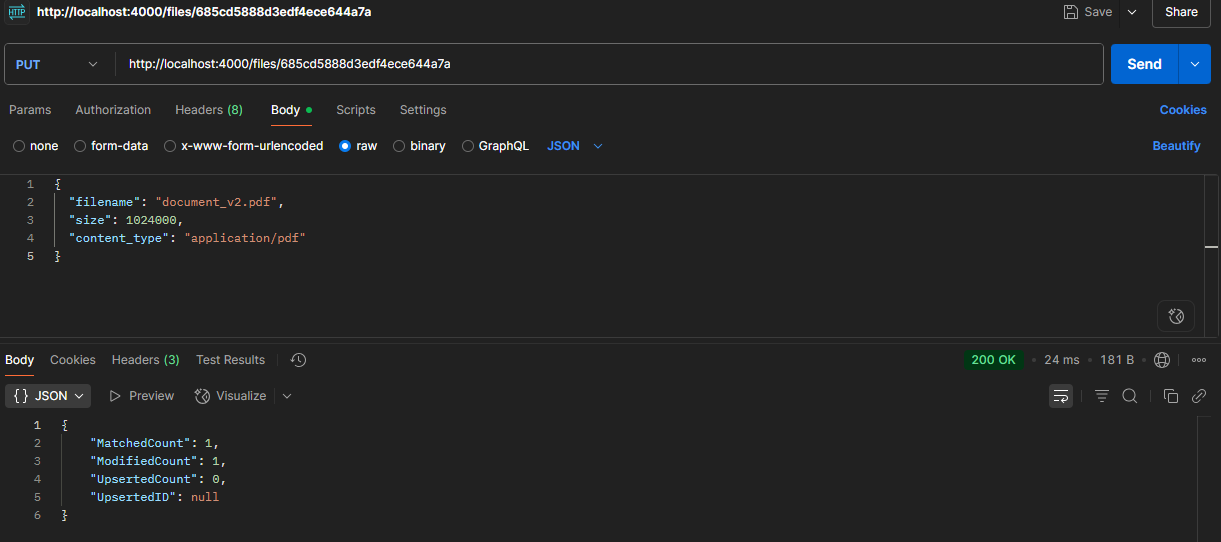 HTTP http://localhost:4000/files/685cd5888d3edf4ece644a7a Save Share
PUT http://localhost:4000/files/685cd5888d3edf4ece644a7a Send
Params Authorization Headers (8) Body Scripts Settings Cookies
none form-data x-www-form-urlencoded raw binary GraphQL JSON Beautify
1 {
2 "filename": "document_v2.pdf",
3 "size": 1024000,
4 "content_type": "application/pdf"
5 }
Body Cookies Headers (3) Test Results 200 OK 24 ms 181 B
{} JSON Preview Visualize
1 {
2 "MatchedCount": 1,
3 "ModifiedCount": 1,
4 "UpsertedCount": 0,
5 "UpsertedID": null
6 }